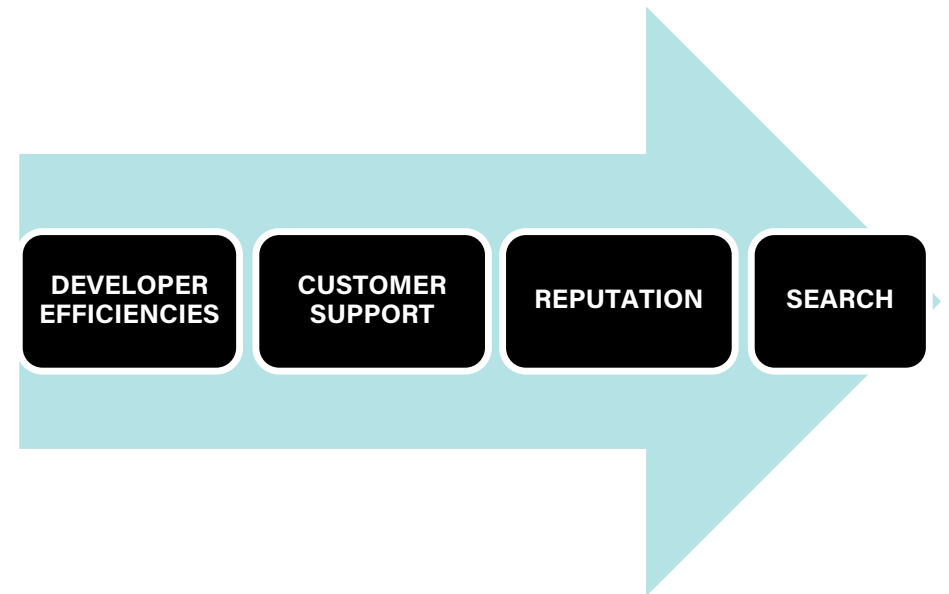 DEVELOPER
EFFICIENCIES
CUSTOMER
SUPPORT
REPUTATION
SEARCH